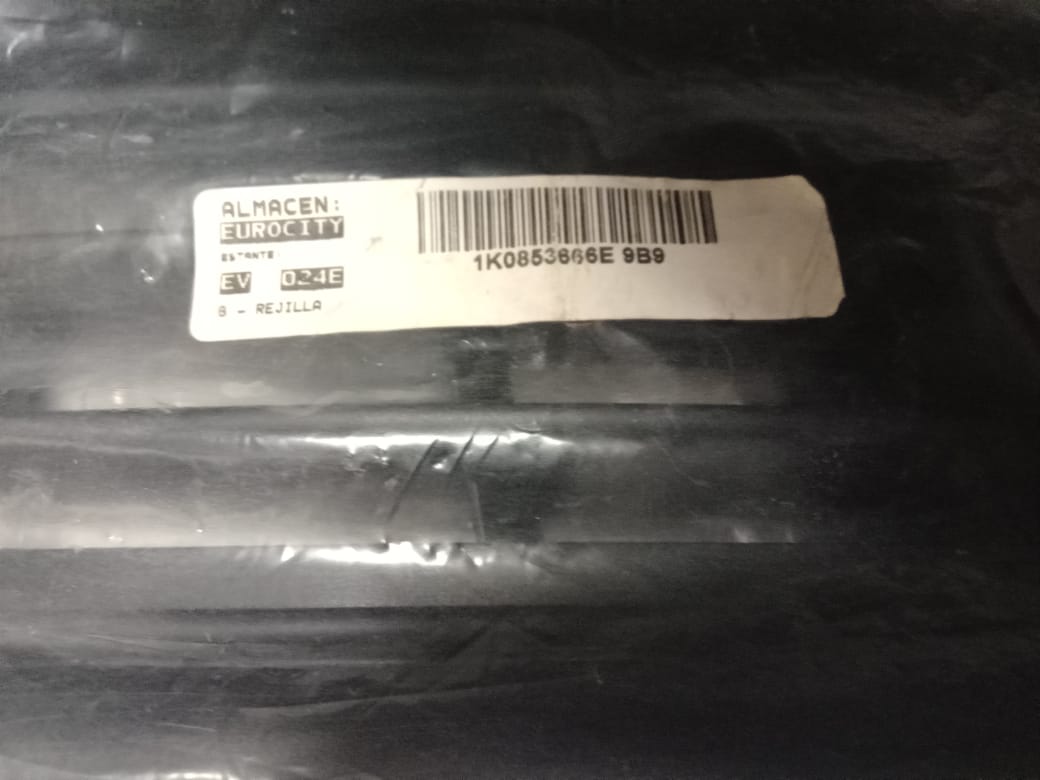 ALMACEN:
EUROCITY
ESTANTE:
EV 024E
8 - REJILLA
1K0853666E 9B9